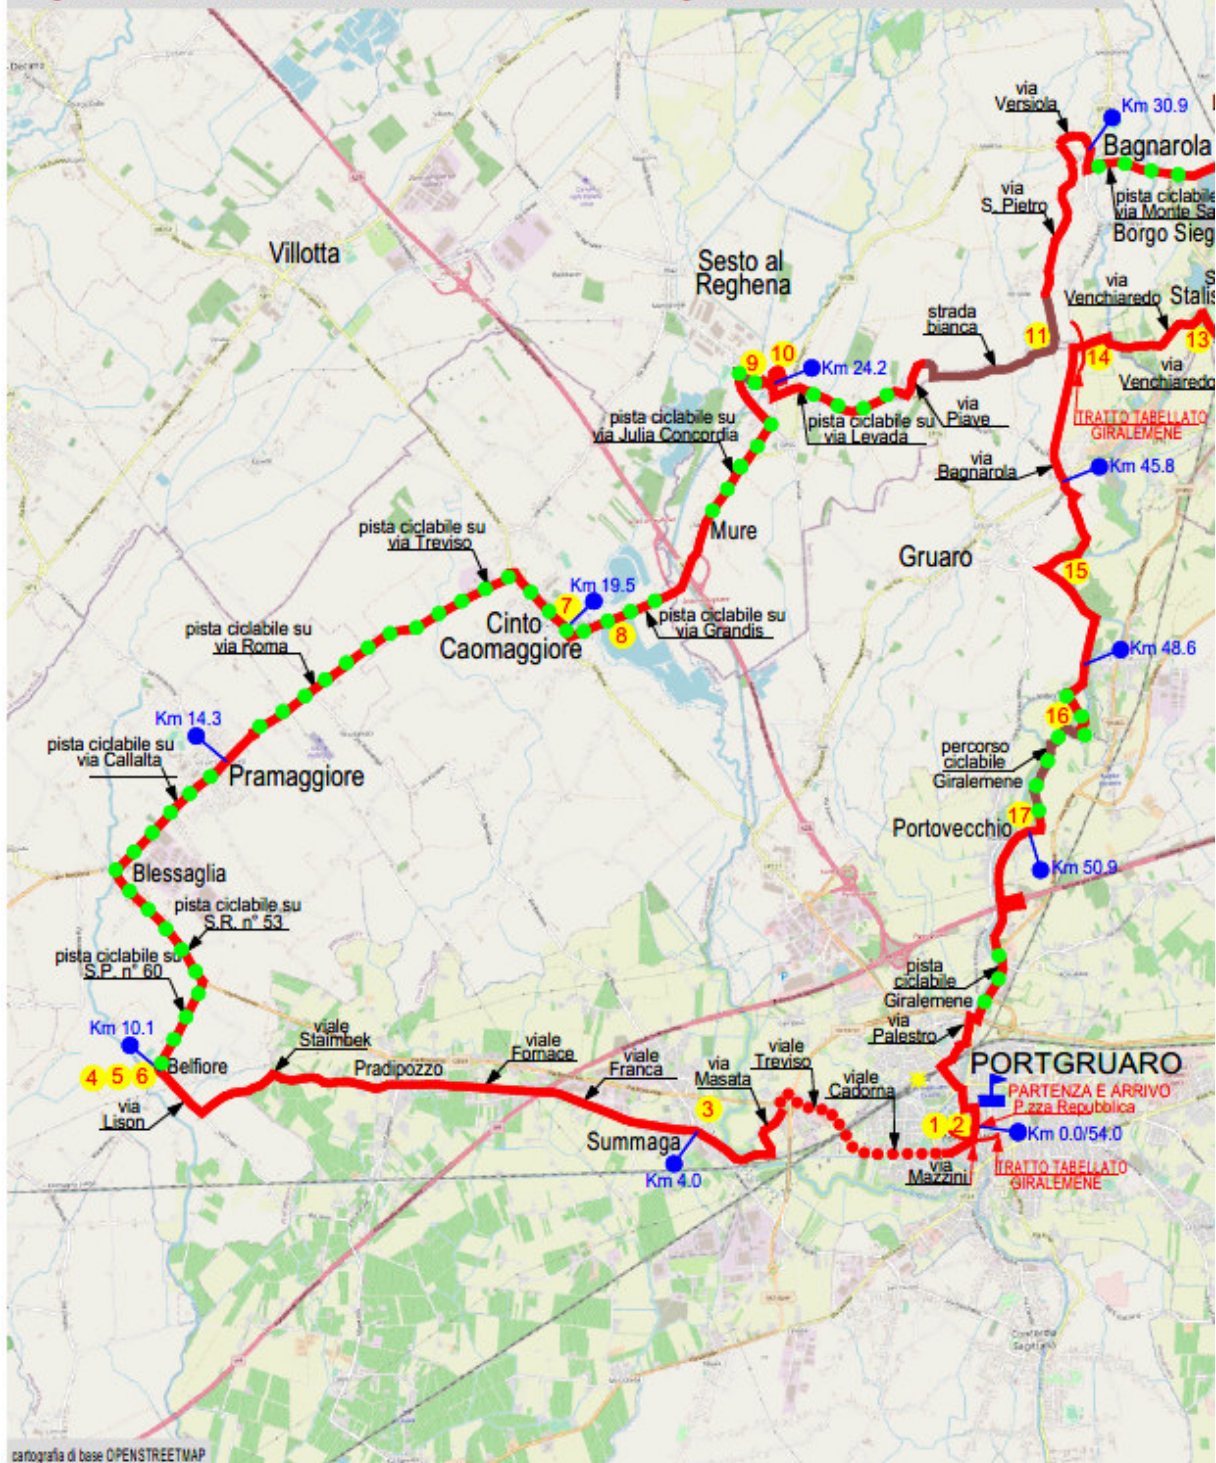 via
Versiola
Km 30.9
Bagnarola
via
S. Pietro
pista ciclabile
via Monte Sa
Borgo Sieg
Villotta
Sesto al
Reghena
via
Venchiaredo
Stalis
strada
bianca
11
13
14
9
10
Km 24.2
via
Venchiaredo
pista ciclabile su
via Julia Concordia
pista ciclabile su
via Levada
via
Piave
TRATTO TABELLATO
GIRALEMENE
via
Bagnarola
Km 45.8
pista ciclabile su
via Treviso
Mure
Gruaro
15
Km 19.5
7
8
Cinto
Caomaggiore
pista ciclabile su
via Grandis
pista ciclabile su
via Roma
Km 48.6
Km 14.3
16
pista ciclabile su
via Callalta
Pramaggiore
percorso
ciclabile
Giralemene
17
Portovecchio
Blessaglia
Km 50.9
pista ciclabile su
S.R. n° 53
pista ciclabile su
S.P. n° 60
pista
ciclabile
Giralemene
via
Palestro
Km 10.1
viale
Staimbek
viale
Fornace
viale
Franca
via
Masata
viale
Treviso
viale
Cadorna
Belfiore
Pradipozzo
PORTGRUARO
4 5 6
PARTENZA E ARRIVO
P.zza Repubblica
via
Lison
3
1 2
Km 0.0/54.0
Summaga
Km 4.0
via
Mazzini
TRATTO TABELLATO
GIRALEMENE
cartografia di base OPENSTREETMAP